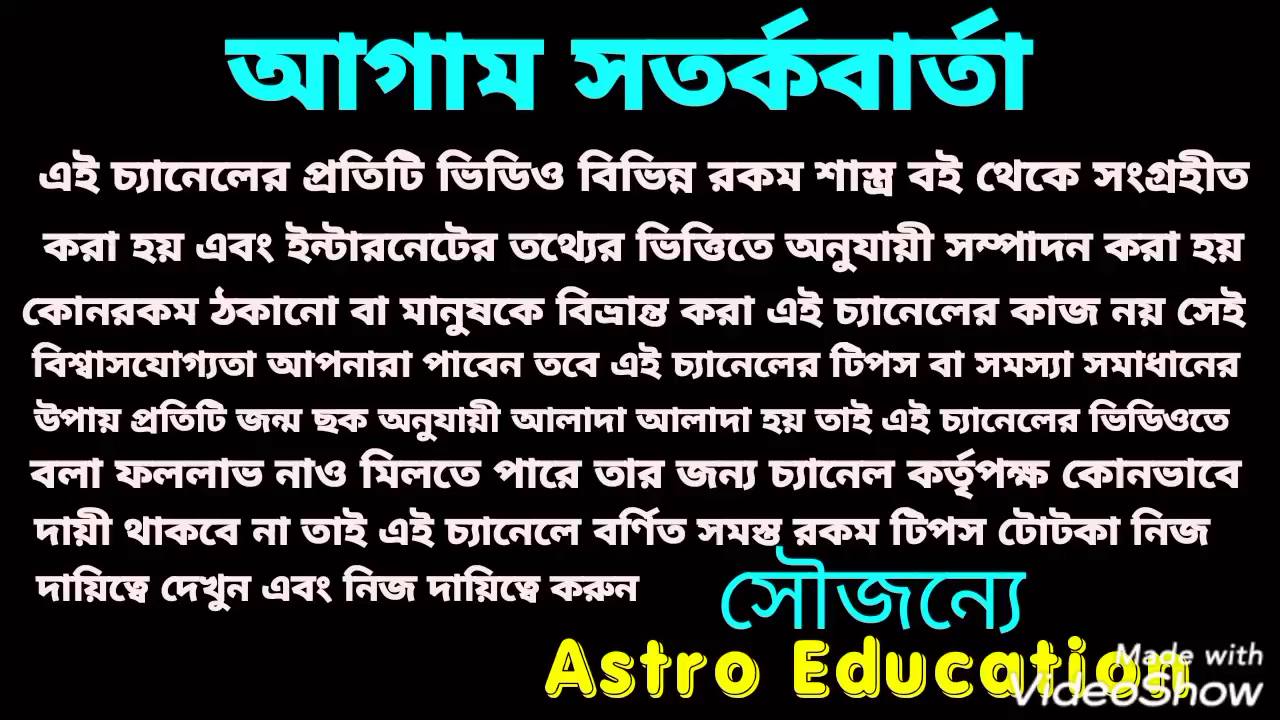 আগাম সতর্কবার্তা
এই চ্যানেলের প্রতিটি ভিডিও বিভিন্ন রকম শাস্ত্র বই থেকে সংগ্রহীত
করা হয় এবং ইন্টারনেটের তথ্যের ভিত্তিতে অনুযায়ী সম্পাদন করা হয়
কোনরকম ঠকানো বা মানুষকে বিভ্রান্ত করা এই চ্যানেলের কাজ নয় সেই
বিশ্বাসযোগ্যতা আপনারা পাবেন তবে এই চ্যানেলের টিপস বা সমস্যা সমাধানের
উপায় প্রতিটি জন্ম ছক অনুযায়ী আলাদা আলাদা হয় তাই এই চ্যানেলের ভিডিওতে
বলা ফললাভ নাও মিলতে পারে তার জন্য চ্যানেল কর্তৃপক্ষ কোনভাবে
দায়ী থাকবে না তাই এই চ্যানেলে বর্ণিত সমস্ত রকম টিপস টোটকা নিজ
দায়িত্বে দেখুন এবং নিজ দায়িত্বে করুন
সৌজন্যে
Astro Education
Made with
VideoShow